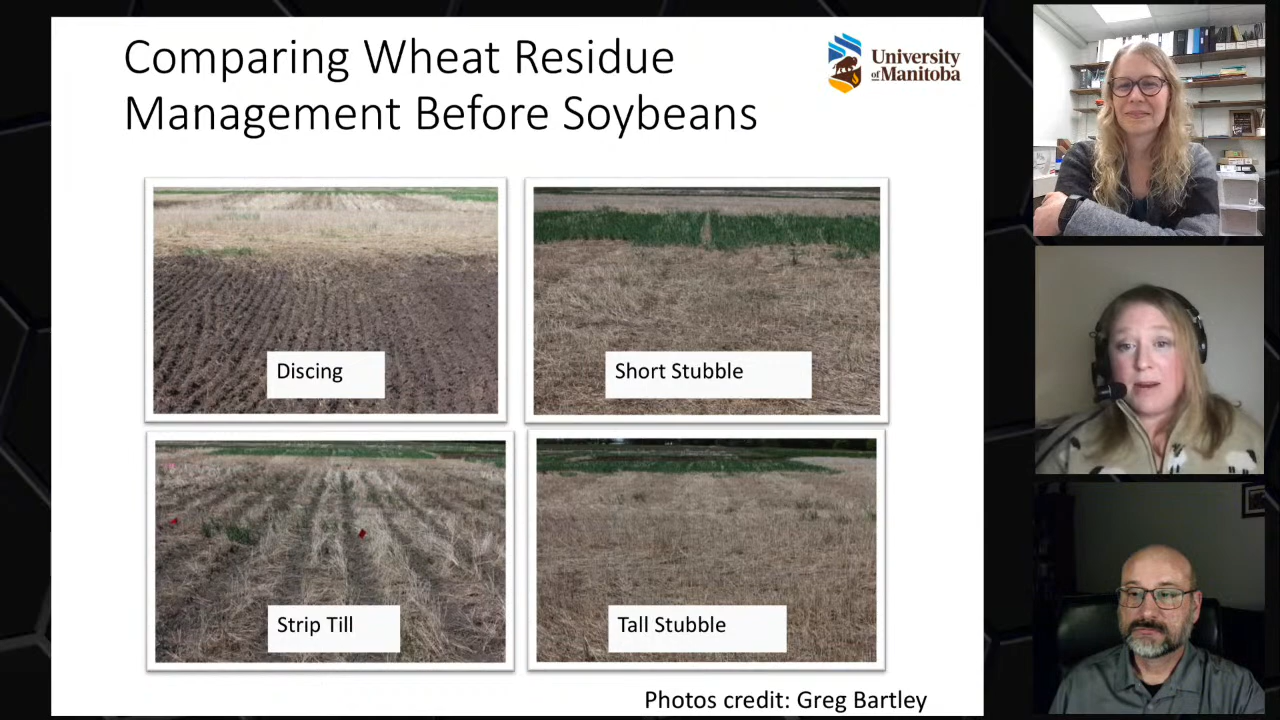 Comparing Wheat Residue
Management Before Soybeans
University
of Manitoba
Discing
Short Stubble
Strip Till
Tall Stubble
Photos credit: Greg Bartley